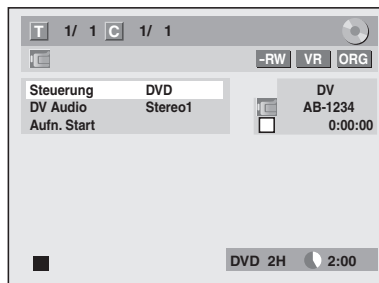 T 1/ 1 C 1/ 1
-RW VR ORG
Steuerung DVD
DV Audio Stereo1
Aufn. Start
DV
AB-1234
0:00:00
DVD 2H 2:00